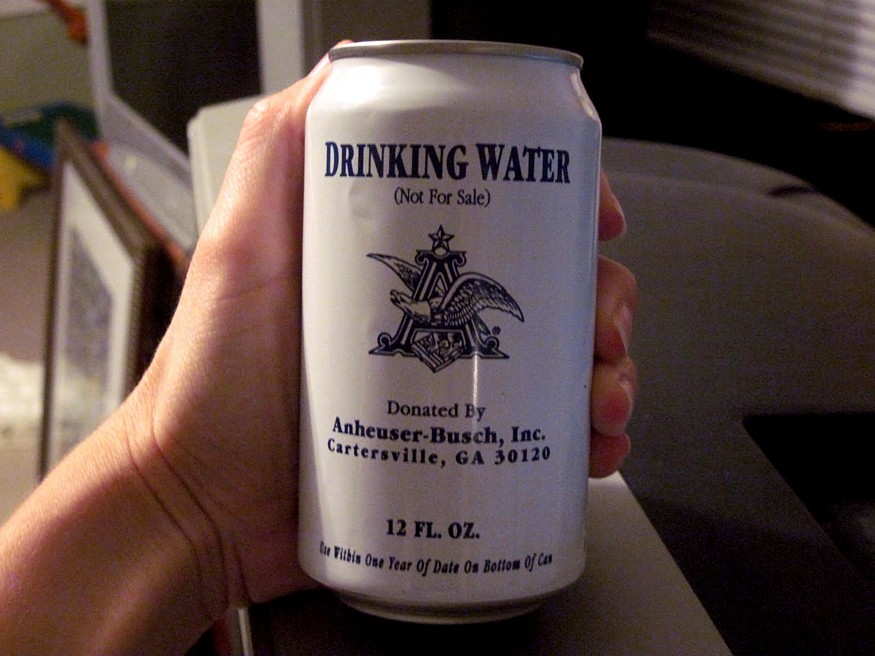 DRINKING WATER
(Not For Sale)
A
®
Donated By
Anheuser-Busch, Inc.
Cartersville, GA 30120
12 FL. OZ.
Use Within One Year Of Date On Bottom Of Can